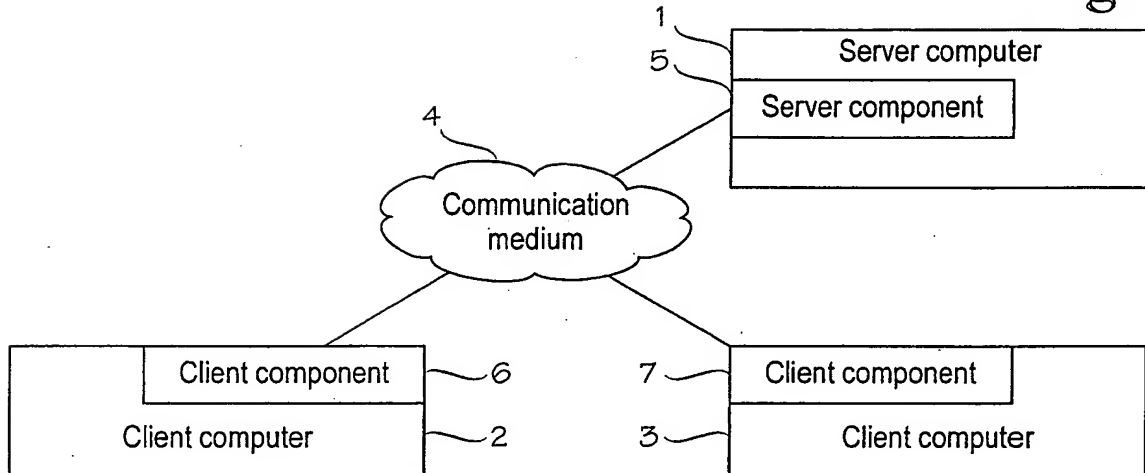 1
Server computer
5
Server component
4
Communication
medium
Client component
6
7
Client component
Client computer
2
3
Client computer